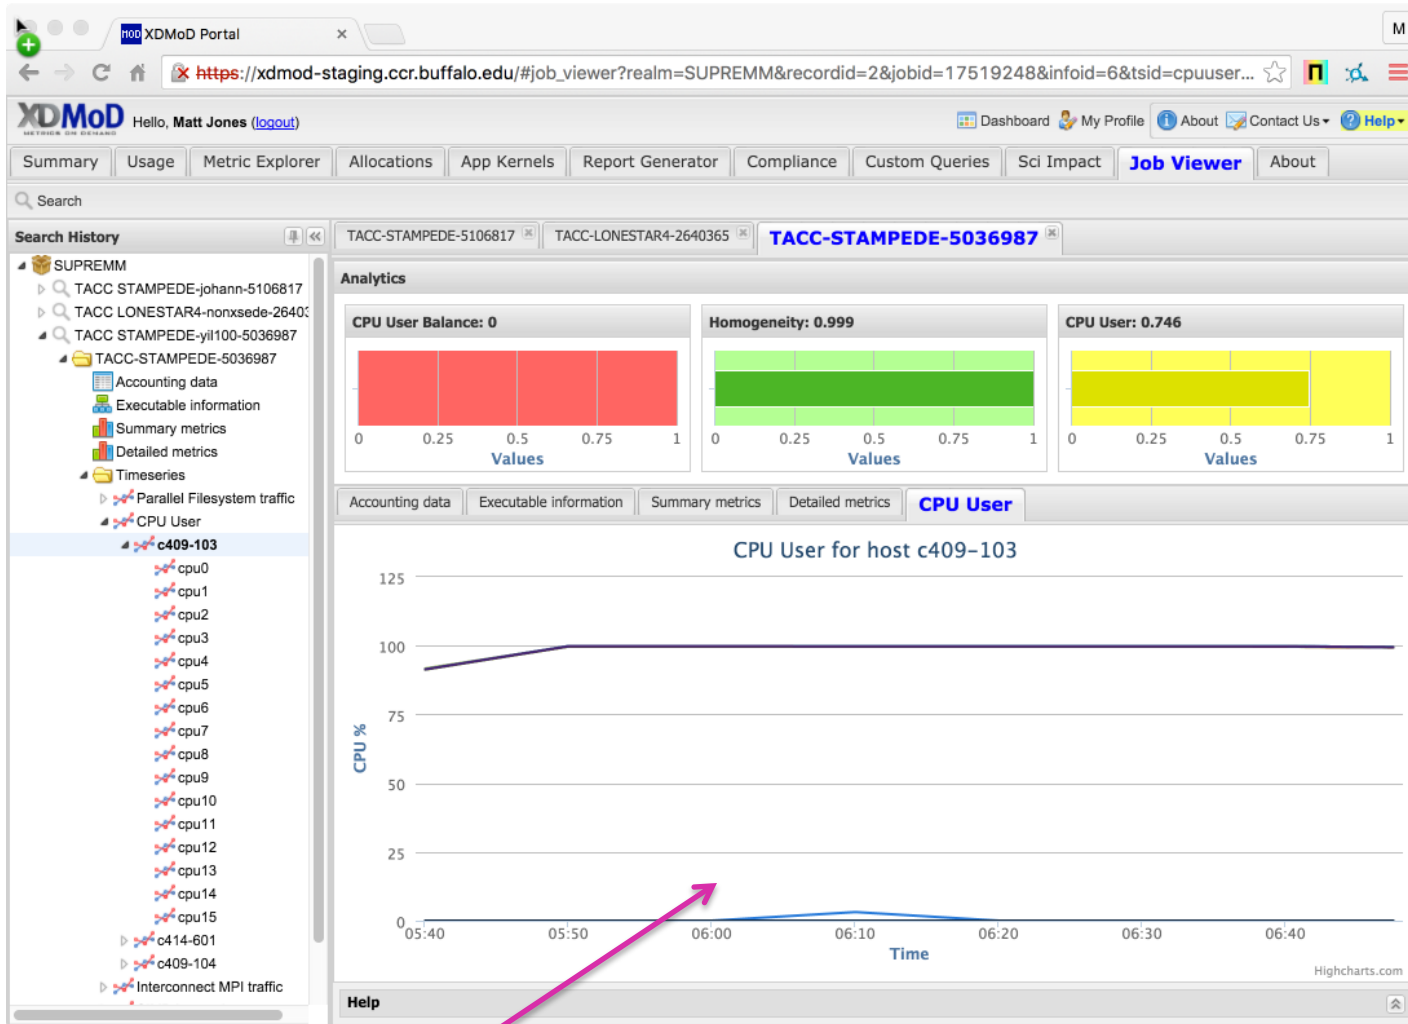 MOD XDMoD Portal
M
https://xdmod-staging.ccr.buffalo.edu/#job_viewer?realm=SUPREMM&recordid=2&jobid=17519248&infoid=6&tsid=cpuuser...
XDMoD METRICS ON DEMAND Hello, Matt Jones (logout) Dashboard My Profile About Contact Us Help
Summary Usage Metric Explorer Allocations App Kernels Report Generator Compliance Custom Queries Sci Impact Job Viewer About
Search
Search History
SUPREMM
TACC STAMPEDE-johann-5106817
TACC LONESTAR4-nonxsede-2640
TACC STAMPEDE-yil100-5036987
TACC-STAMPEDE-5036987
Accounting data
Executable information
Summary metrics
Detailed metrics
Timeseries
Parallel Filesystem traffic
CPU User
c409-103
cpu0
cpu1
cpu2
cpu3
cpu4
cpu5
cpu6
cpu7
cpu8
cpu9
cpu10
cpu11
cpu12
cpu13
cpu14
cpu15
c414-601
c409-104
Interconnect MPI traffic
TACC-STAMPEDE-5106817 TACC-LONESTAR4-2640365 TACC-STAMPEDE-5036987
Analytics
CPU User Balance: 0
0 0.25 0.5 0.75 1
Values
Homogeneity: 0.999
0 0.25 0.5 0.75 1
Values
CPU User: 0.746
0 0.25 0.5 0.75 1
Values
Accounting data Executable information Summary metrics Detailed metrics CPU User
CPU User for host c409-103
CPU %
125
100
75
50
25
0
05:40 05:50 06:00 06:10 06:20 06:30 06:40
Time
Highcharts.com
Help